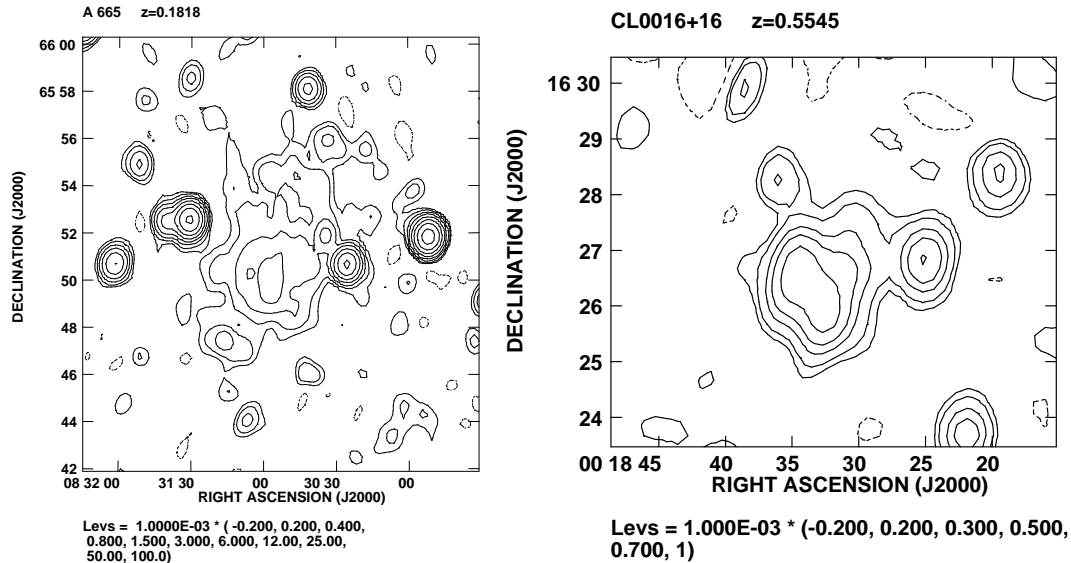 A 665 z=0.1818
66 00
65 58
56
54
52
50
48
46
44
42
DECLINATION (J2000)
08 32 00 31 30 00 30 30 00
RIGHT ASCENSION (J2000)
Levs = 1.0000E-03 * ( -0.200, 0.200, 0.400,
0.800, 1.500, 3.000, 6.000, 12.00, 25.00,
50.00, 100.0)
CL0016+16 z=0.5545
16 30
29
28
27
26
25
24
DECLINATION (J2000)
00 18 45 40 35 30 25 20
RIGHT ASCENSION (J2000)
Levs = 1.000E-03 * (-0.200, 0.200, 0.300, 0.500,
0.700, 1)